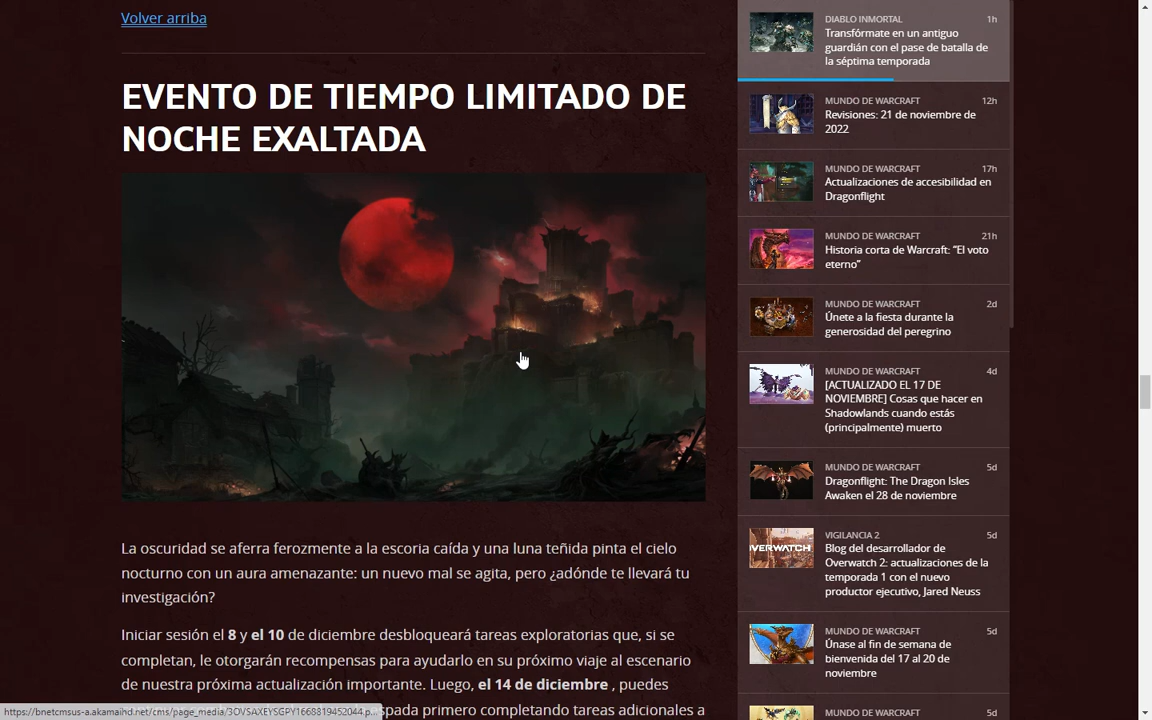 Volver arriba
EVENTO DE TIEMPO LIMITADO DE
NOCHE EXALTADA
La oscuridad se aferra ferozmente a la escoria caída y una luna teñida pinta el cielo
nocturno con un aura amenazante: un nuevo mal se agita, pero ¿adónde te llevará tu
investigación?
Iniciar sesión el 8 y el 10 de diciembre desbloqueará tareas exploratorias que, si se
completan, le otorgarán recompensas para ayudarlo en su próximo viaje al escenario
de nuestra próxima actualización importante. Luego, el 14 de diciembre , puedes
spada primero completando tareas adicionales a
https://bnetcmsus-a.akamaihd.net/cms/page_media/3OVSAXEYSGPY1668819452044.p...
DIABLO INMORTAL 1h
Transfórmate en un antiguo
guardián con el pase de batalla de
la séptima temporada
MUNDO DE WARCRAFT 12h
Revisiones: 21 de noviembre de
2022
MUNDO DE WARCRAFT 17h
Actualizaciones de accesibilidad en
Dragonflight
MUNDO DE WARCRAFT 21h
Historia corta de Warcraft: “El voto
eterno”
MUNDO DE WARCRAFT 2d
Únete a la fiesta durante la
generosidad del peregrino
MUNDO DE WARCRAFT 4d
[ACTUALIZADO EL 17 DE
NOVIEMBRE] Cosas que hacer en
Shadowlands cuando estás
(principalmente) muerto
MUNDO DE WARCRAFT 5d
Dragonflight: The Dragon Isles
Awaken el 28 de noviembre
VIGILANCIA 2 5d
OVERWATCH
Blog del desarrollador de
Overwatch 2: actualizaciones de la
temporada 1 con el nuevo
productor ejecutivo, Jared Neuss
MUNDO DE WARCRAFT 5d
Únase al fin de semana de
bienvenida del 17 al 20 de
noviembre
MUNDO DE WARCRAFT 5d